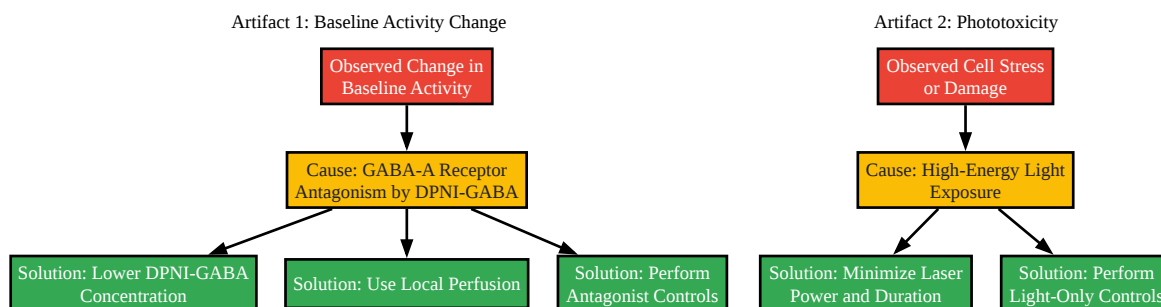 Artifact 1: Baseline Activity Change
Observed Change in
Baseline Activity
Cause: GABA-A Receptor
Antagonism by DPNI-GABA
Solution: Lower DPNI-GABA
Concentration
Solution: Use Local Perfusion
Solution: Perform
Antagonist Controls
Artifact 2: Phototoxicity
Observed Cell Stress
or Damage
Cause: High-Energy Light
Exposure
Solution: Minimize Laser
Power and Duration
Solution: Perform
Light-Only Controls